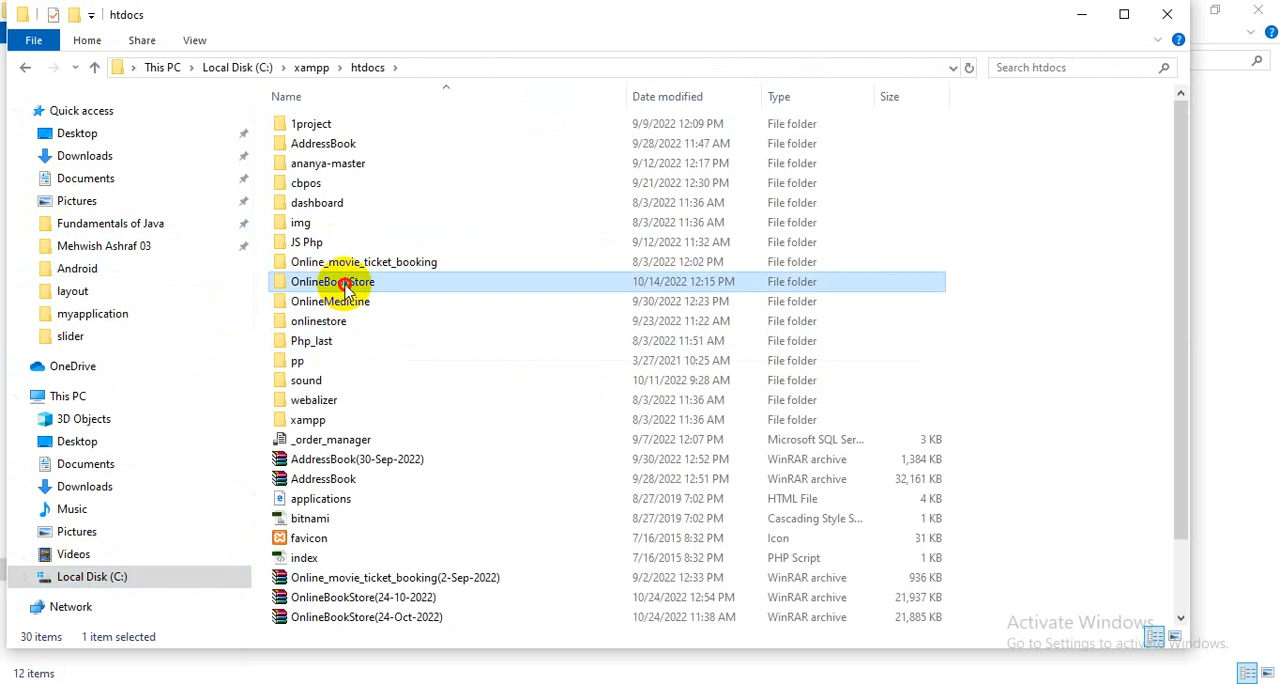 htdocs
File Home Share View
This PC Local Disk (C:) xampp htdocs Search htdocs
Name Date modified Type Size
Quick access
Desktop
Downloads
Documents
Pictures
Fundamentals of Java
Mehwish Ashraf 03
Android
layout
myapplication
slider
OneDrive
This PC
3D Objects
Desktop
Documents
Downloads
Music
Pictures
Videos
Local Disk (C:)
Network
1project 9/9/2022 12:09 PM File folder
AddressBook 9/28/2022 11:47 AM File folder
ananya-master 9/12/2022 12:17 PM File folder
cbpos 9/21/2022 12:30 PM File folder
dashboard 8/3/2022 11:36 AM File folder
img 8/3/2022 11:36 AM File folder
JS Php 9/12/2022 11:32 AM File folder
Online_movie_ticket_booking 8/3/2022 12:02 PM File folder
OnlineBookStore 10/14/2022 12:15 PM File folder
OnlineMedicine 9/30/2022 12:23 PM File folder
onlinestore 9/23/2022 11:22 AM File folder
Php_last 8/3/2022 11:51 AM File folder
pp 3/27/2021 10:25 AM File folder
sound 10/11/2022 9:28 AM File folder
webalizer 8/3/2022 11:36 AM File folder
xampp 8/3/2022 11:36 AM File folder
_order_manager 9/7/2022 12:07 PM Microsoft SQL Ser... 3 KB
AddressBook(30-Sep-2022) 9/30/2022 12:52 PM WinRAR archive 1,384 KB
AddressBook 9/28/2022 12:51 PM WinRAR archive 32,161 KB
applications 8/27/2019 7:02 PM HTML File 4 KB
bitnami 8/27/2019 7:02 PM Cascading Style S... 1 KB
favicon 7/16/2015 8:32 PM Icon 31 KB
index 7/16/2015 8:32 PM PHP Script 1 KB
Online_movie_ticket_booking(2-Sep-2022) 9/2/2022 12:33 PM WinRAR archive 936 KB
OnlineBookStore(24-10-2022) 10/24/2022 12:54 PM WinRAR archive 21,937 KB
OnlineBookStore(24-Oct-2022) 10/24/2022 11:38 AM WinRAR archive 21,885 KB
30 items 1 item selected
Activate Windows
Go to Settings to activate Windows.
12 items